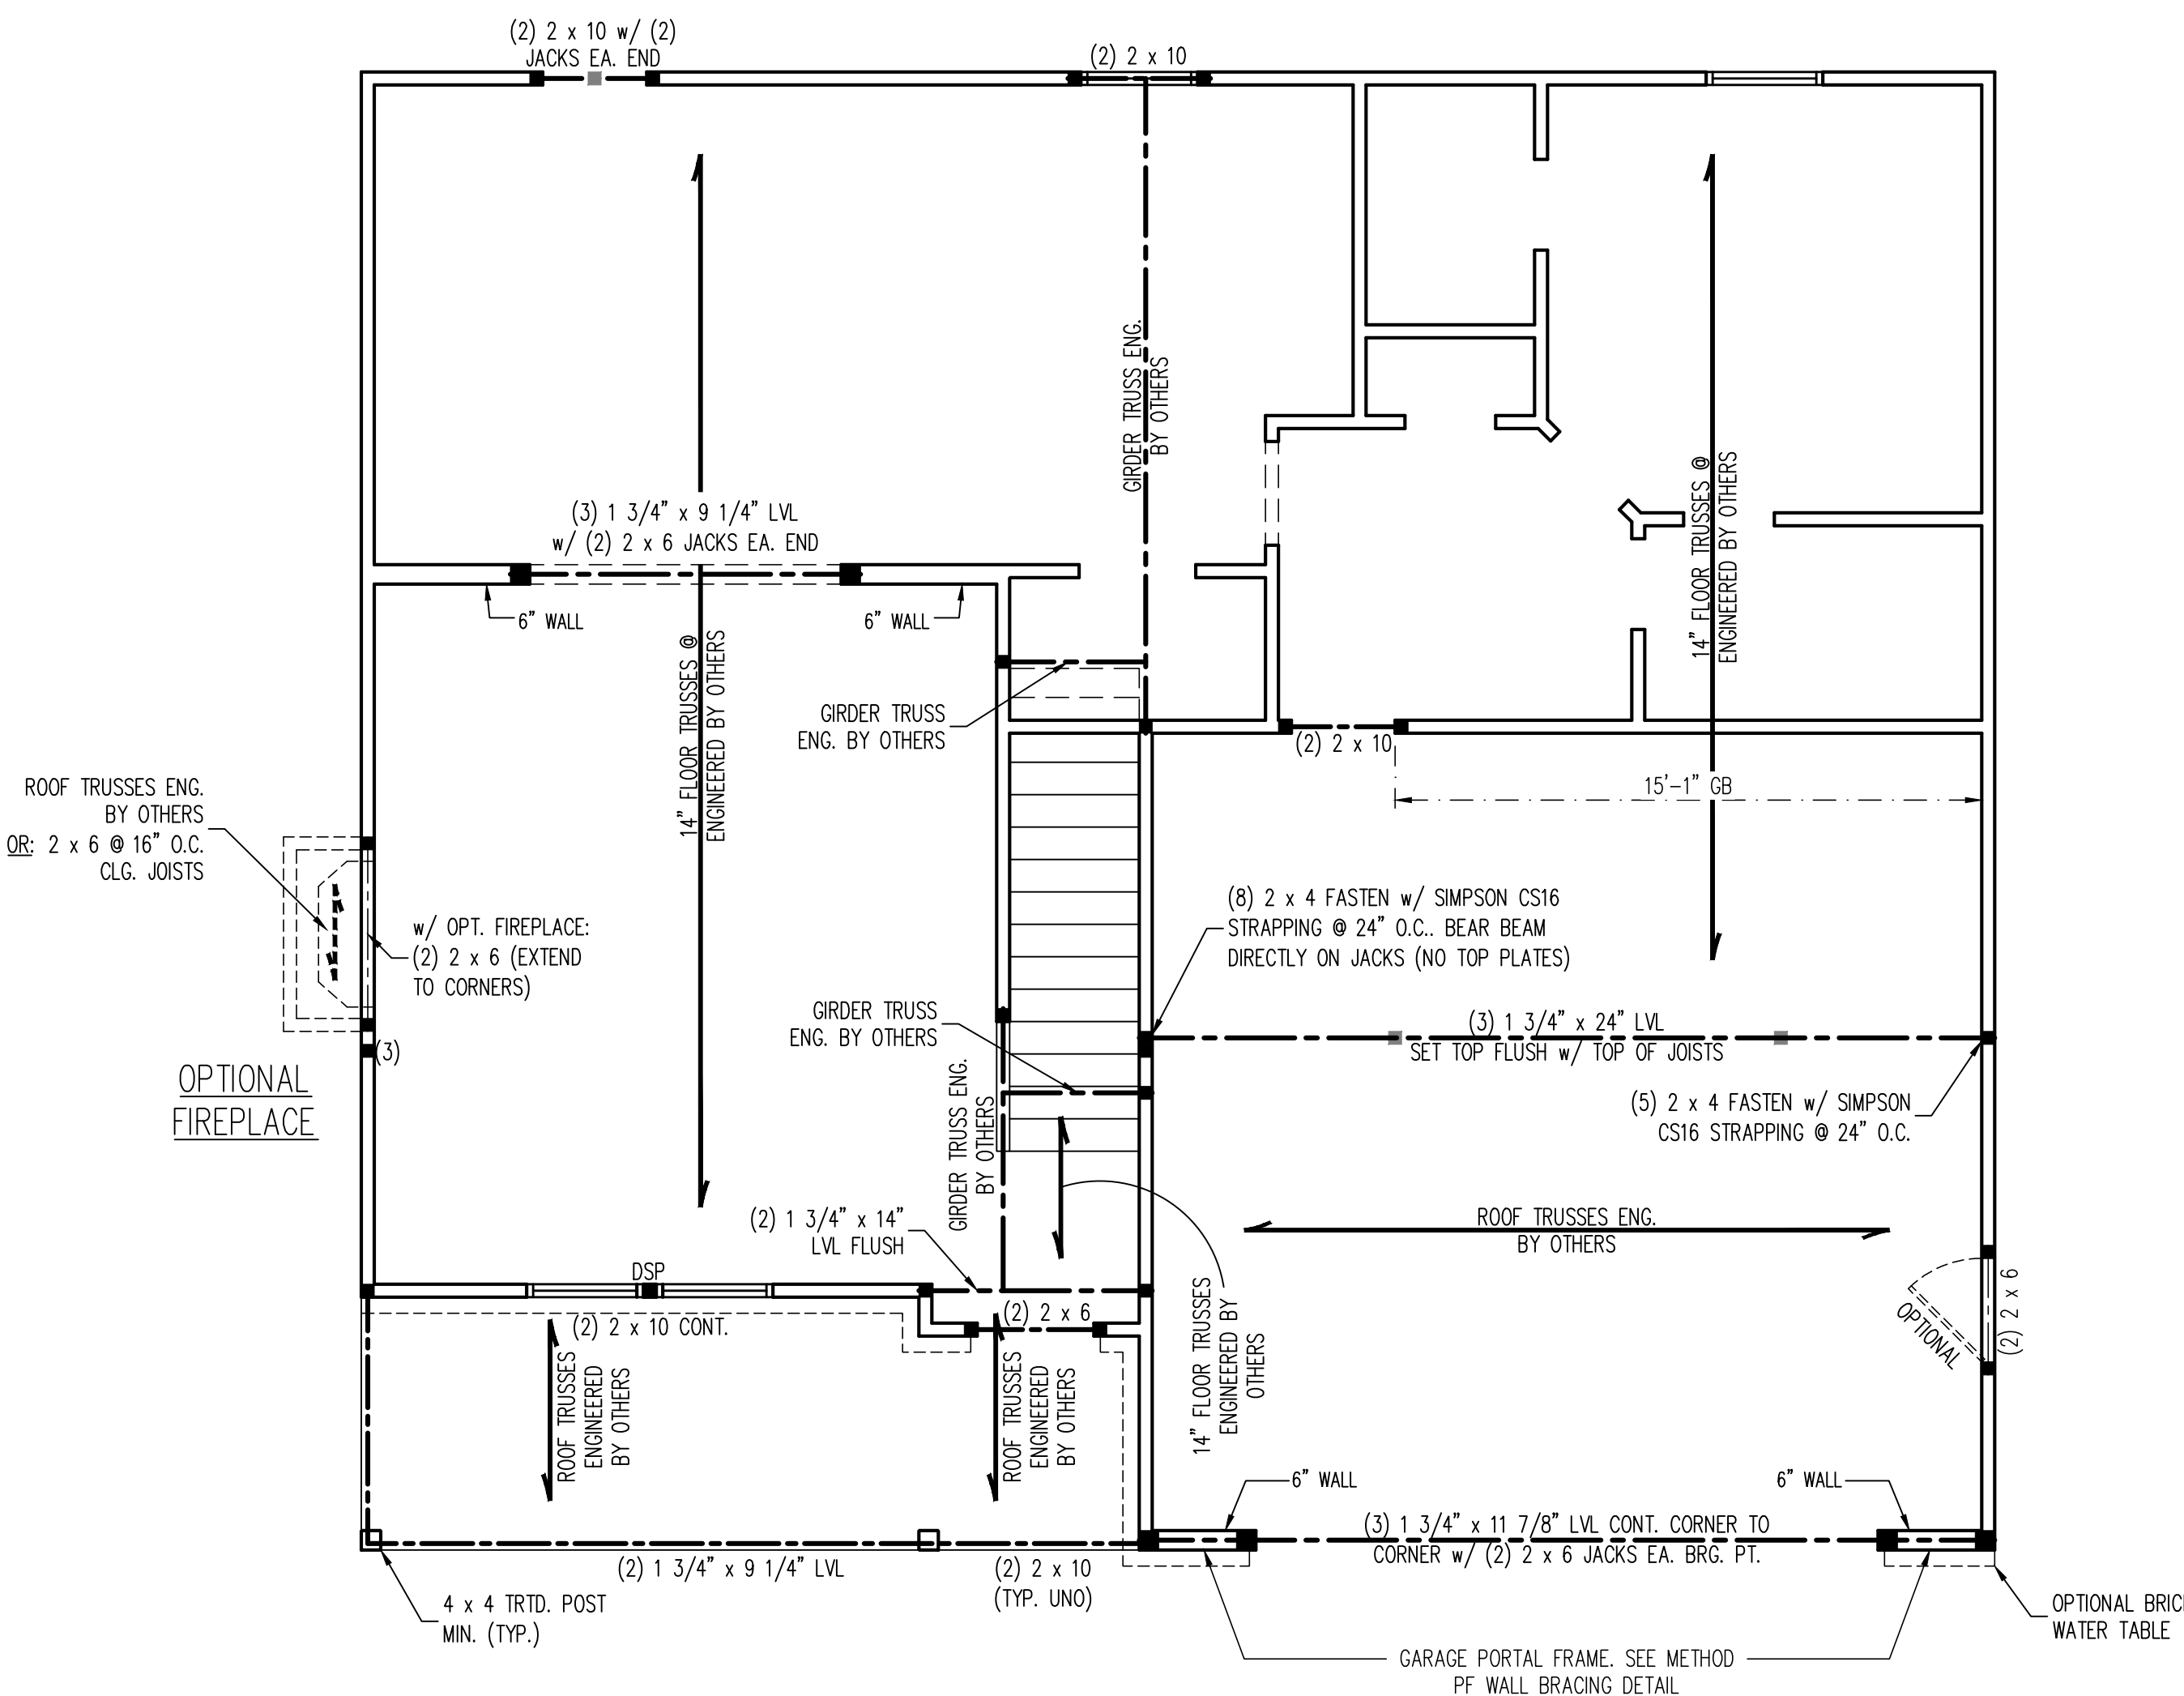 (2) 2 x 10 w/ (2)
JACKS EA. END
(2) 2 x 10
GIRDER TRUSS ENG.
BY OTHERS
(3) 1 3/4" x 9 1/4" LVL
w/ (2) 2 x 6 JACKS EA. END
14" FLOOR TRUSSES @
ENGINEERED BY OTHERS
6" WALL
6" WALL
14" FLOOR TRUSSES @
ENGINEERED BY OTHERS
GIRDER TRUSS
ENG. BY OTHERS
(2) 2 x 10
15'-1" GB
ROOF TRUSSES ENG.
BY OTHERS
OR: 2 x 6 @ 16" O.C.
CLG. JOISTS
w/ OPT. FIREPLACE:
(2) 2 x 6 (EXTEND
TO CORNERS)
(8) 2 x 4 FASTEN w/ SIMPSON CS16
STRAPPING @ 24" O.C.. BEAR BEAM
DIRECTLY ON JACKS (NO TOP PLATES)
GIRDER TRUSS
ENG. BY OTHERS
(3) 1 3/4" x 24" LVL
SET TOP FLUSH w/ TOP OF JOISTS
(3)
OPTIONAL
FIREPLACE
(5) 2 x 4 FASTEN w/ SIMPSON
CS16 STRAPPING @ 24" O.C.
GIRDER TRUSS ENG.
BY OTHERS
(2) 1 3/4" x 14"
LVL FLUSH
ROOF TRUSSES ENG.
BY OTHERS
DSP
(2) 2 x 10 CONT.
(2) 2 x 6
OPTIONAL
(2) 2 x 6
ROOF TRUSSES
ENGINEERED
BY OTHERS
ROOF TRUSSES
ENGINEERED
BY OTHERS
14" FLOOR TRUSSES
ENGINEERED BY
OTHERS
6" WALL
6" WALL
(3) 1 3/4" x 11 7/8" LVL CONT. CORNER TO
CORNER w/ (2) 2 x 6 JACKS EA. BRG. PT.
(2) 1 3/4" x 9 1/4" LVL
(2) 2 x 10
(TYP. UNO)
4 x 4 TRTD. POST
MIN. (TYP.)
OPTIONAL BRIC
WATER TABLE
GARAGE PORTAL FRAME. SEE METHOD
PF WALL BRACING DETAIL